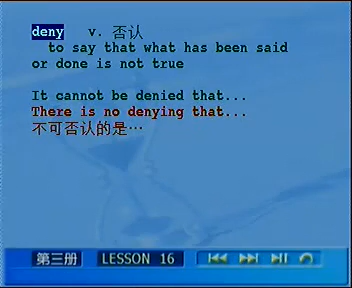 deny v. 否认
to say that what has been said
or done is not true
It cannot be denied that...
There is no denying that...
不可否认的是…
第三册 LESSON 16